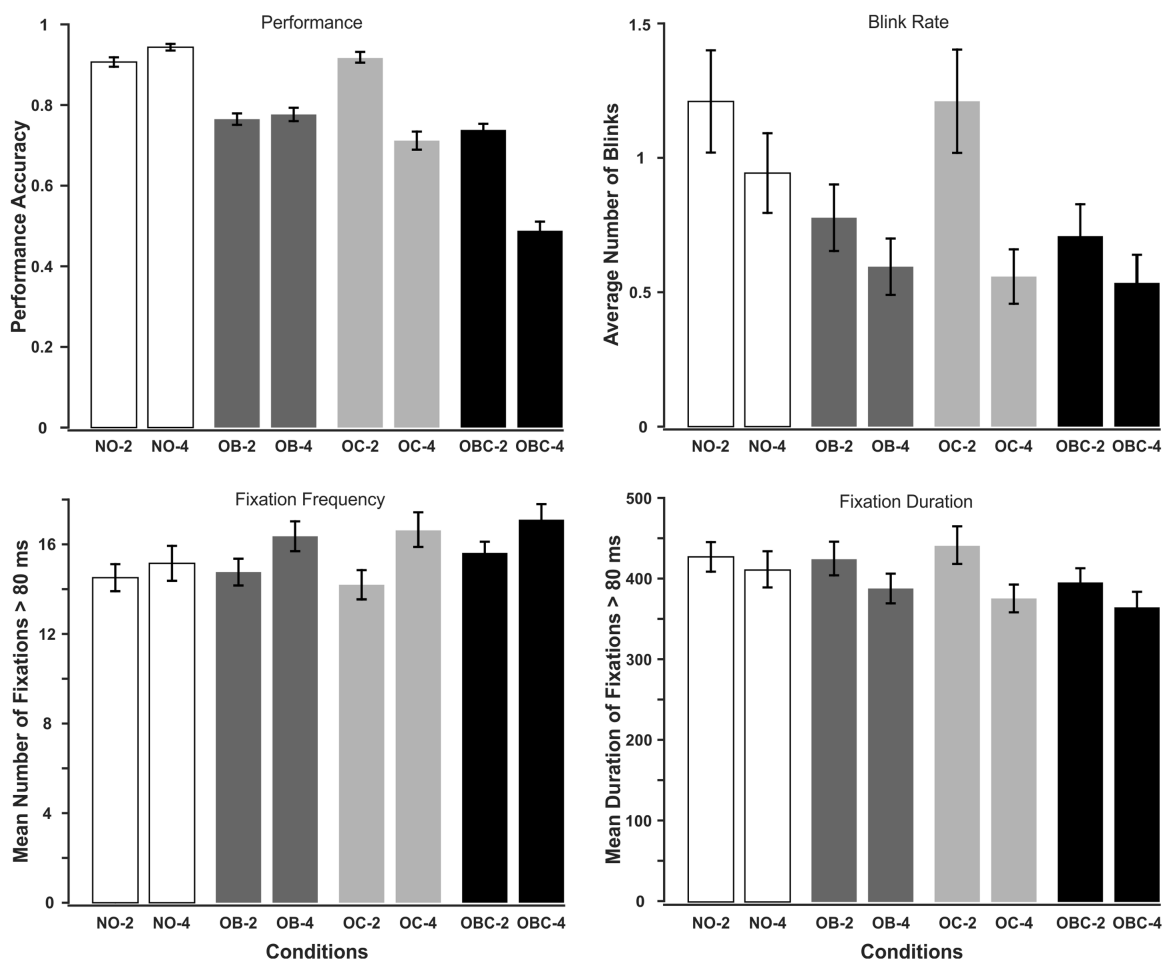 Performance
Performance Accuracy
1
0.8
0.6
0.4
0.2
0
NO-2 NO-4 OB-2 OB-4 OC-2 OC-4 OBC-2 OBC-4
Blink Rate
Average Number of Blinks
1.5
1
0.5
0
NO-2 NO-4 OB-2 OB-4 OC-2 OC-4 OBC-2 OBC-4
Fixation Frequency
Mean Number of Fixations > 80 ms
16
12
8
4
0
NO-2 NO-4 OB-2 OB-4 OC-2 OC-4 OBC-2 OBC-4
Conditions
Fixation Duration
Mean Duration of Fixations > 80 ms
500
400
300
200
100
0
NO-2 NO-4 OB-2 OB-4 OC-2 OC-4 OBC-2 OBC-4
Conditions